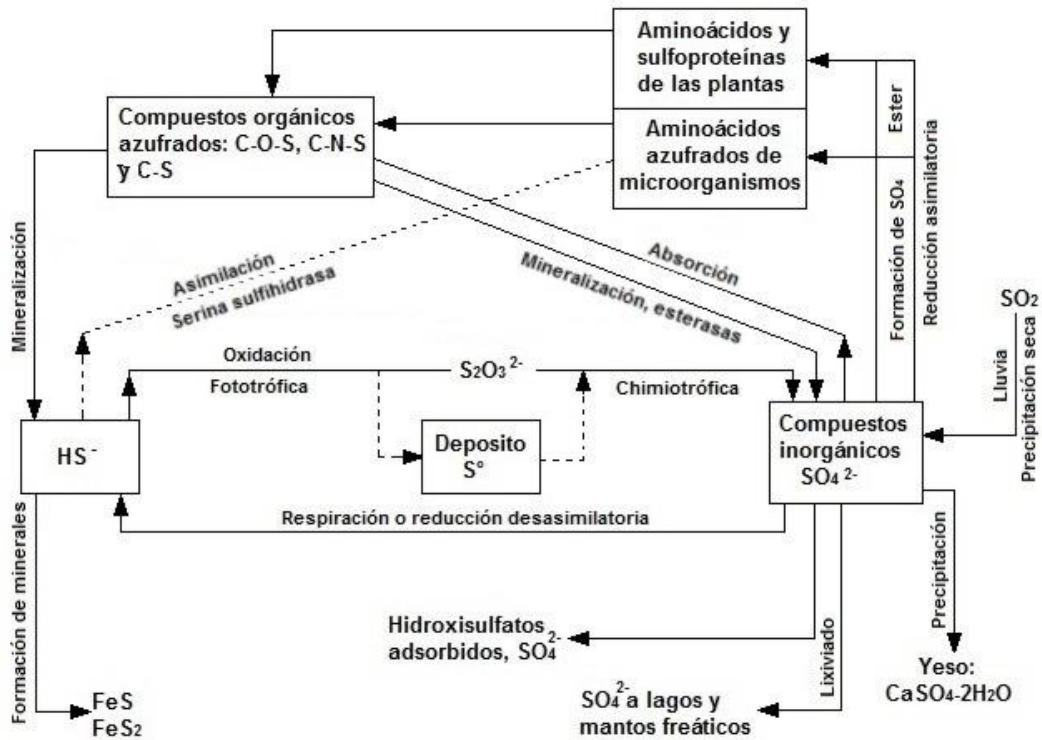 Aminoácidos y
sulfoproteínas
de las plantas
Compuestos orgánicos
azufrados: C-O-S, C-N-S
y C-S
Aminoácidos
azufrados de
microorganismos
Ester
Formación de SO4
Reducción asimilatoria
Mineralización
Asimilación
Serina sulfihidrasa
Absorción
Mineralización, esterasas
SO2
Lluvia
Precipitación seca
Oxidación
Fototrófica
S2O3 2-
Chimiotrófica
HS-
Deposito
S°
Compuestos
inorgánicos
SO4 2-
Respiración o reducción desasimilatoria
Formación de minerales
Precipitación
Hidroxisulfatos
adsorbidos, SO4 2-
Lixiviado
Yeso:
CaSO4-2H2O
SO4 2- a lagos y
mantos freáticos
FeS
FeS2